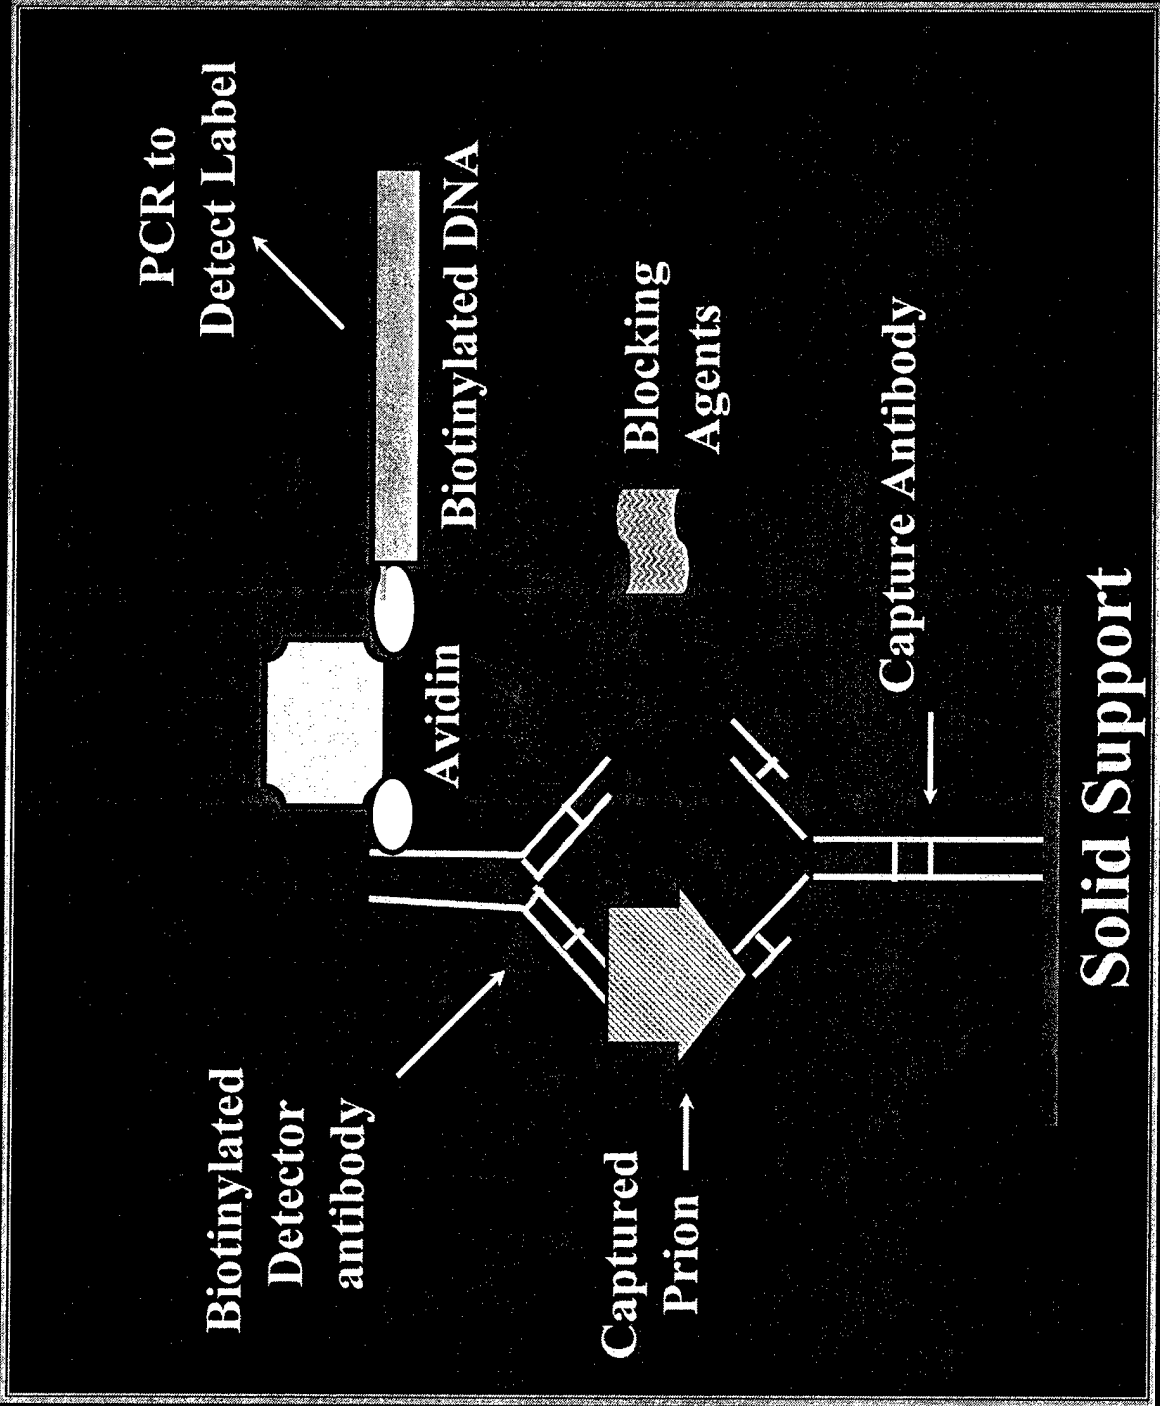 PCR to
Detect Label
Biotinylated
Detector
antibody
Avidin
Biotinylated DNA
Captured
Prion
Blocking
Agents
Capture Antibody
Solid Support